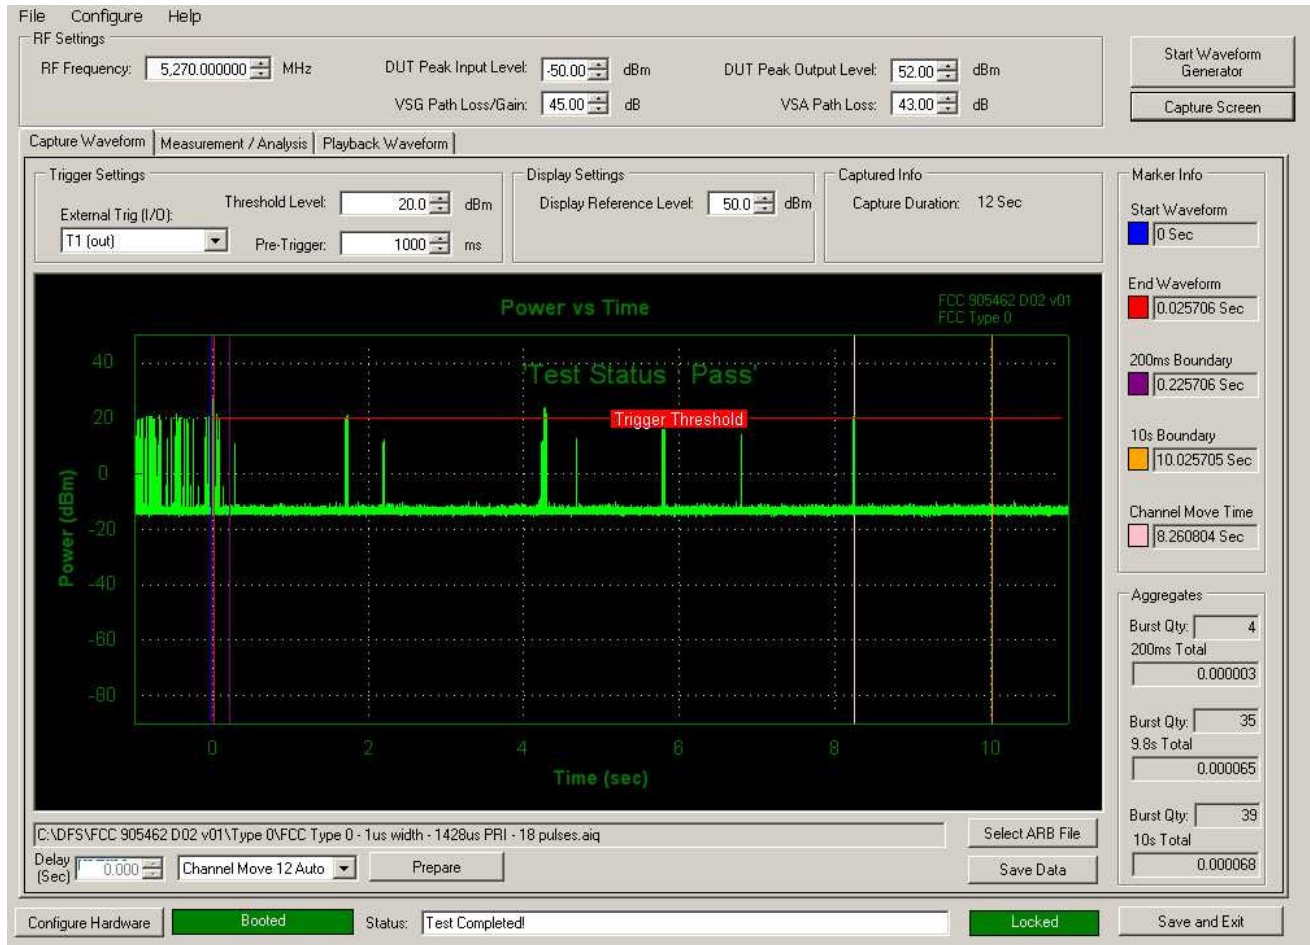 File Configure Help
RF Settings
RF Frequency: 5,270.000000 MHz DUT Peak Input Level: -50.00 dBm DUT Peak Output Level: 52.00 dBm
VSG Path Loss/Gain: 45.00 dB VSA Path Loss: 43.00 dB
Start Waveform
Generator
Capture Screen
Capture Waveform Measurement / Analysis Playback Waveform
Trigger Settings
External Trig (I/O):
T1 (out)
Threshold Level: 20.0 dBm
Pre-Trigger: 1000 ms
Display Settings
Display Reference Level: 50.0 dBm
Captured Info
Capture Duration: 12 Sec
Power vs Time
FCC 905462 D02 v01
FCC Type 0
'Test Status : Pass'
Trigger Threshold
Power (dBm)
40
20
0
-20
-40
-60
-80
0 2 4 6 8 10
Time (sec)
Marker Info
Start Waveform
0 Sec
End Waveform
0.025706 Sec
200ms Boundary
0.225706 Sec
10s Boundary
10.025705 Sec
Channel Move Time
8.260804 Sec
Aggregates
Burst Qty: 4
200ms Total
0.000003
Burst Qty: 35
9.8s Total
0.000065
Burst Qty: 39
10s Total
0.000068
C:\DFS\FCC 905462 D02 v01\Type 0\FCC Type 0 - 1us width - 1428us PRI - 18 pulses.aiq
Select ARB File
Delay
(Sec) 0.000 Channel Move 12 Auto Prepare
Save Data
Configure Hardware Booted Status: Test Completed! Locked Save and Exit